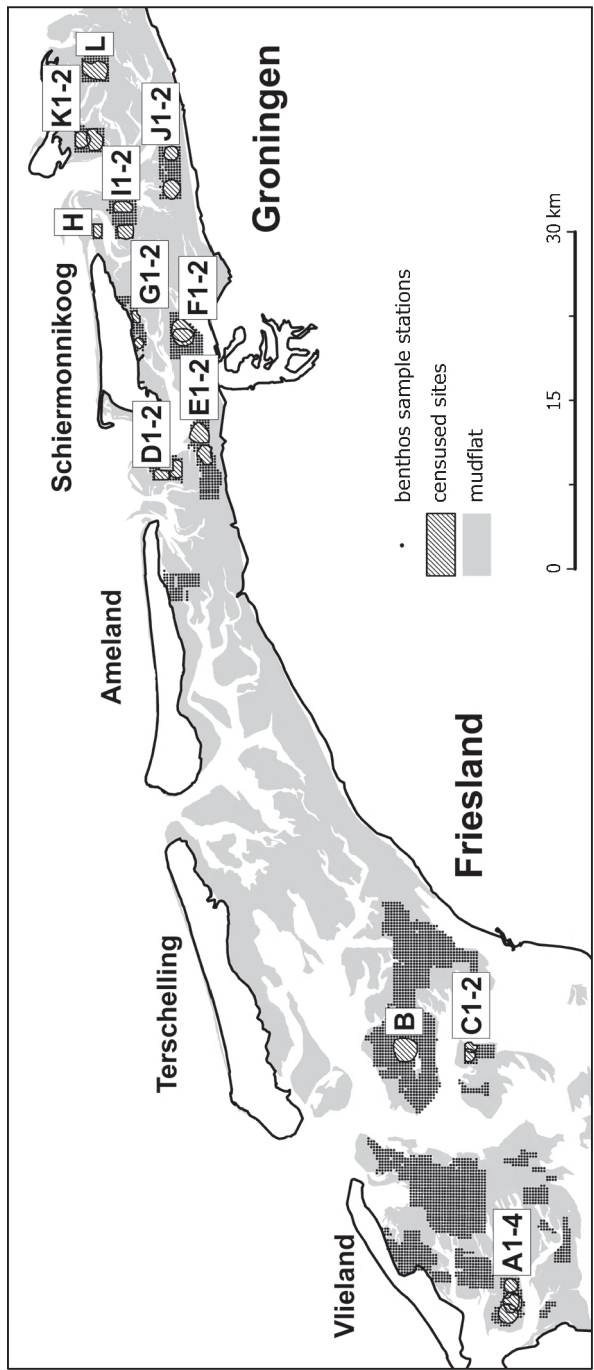 Vlieland
Terschelling
Ameland
Schiermonnikoog
A1-4
B
C1-2
D1-2
E1-2
F1-2
G1-2
H
I1-2
J1-2
K1-2
L
Friesland
Groningen
benthos sample stations
censused sites
mudflat
0
15
30 km